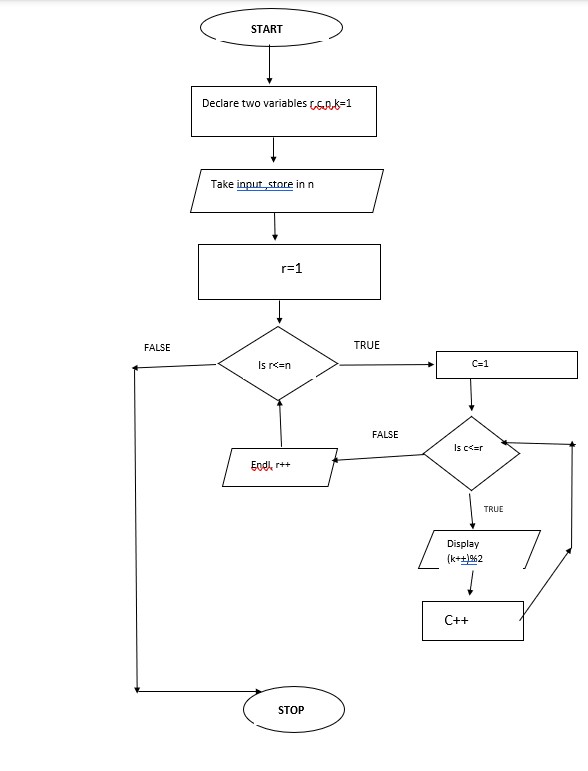 START
Declare two variables r,c,n,k=1
Take input ,store in n
r=1
FALSE
TRUE
Is r<=n
C=1
FALSE
Is c<=r
Endl, r++
TRUE
Display
(k++)%2
C++
STOP